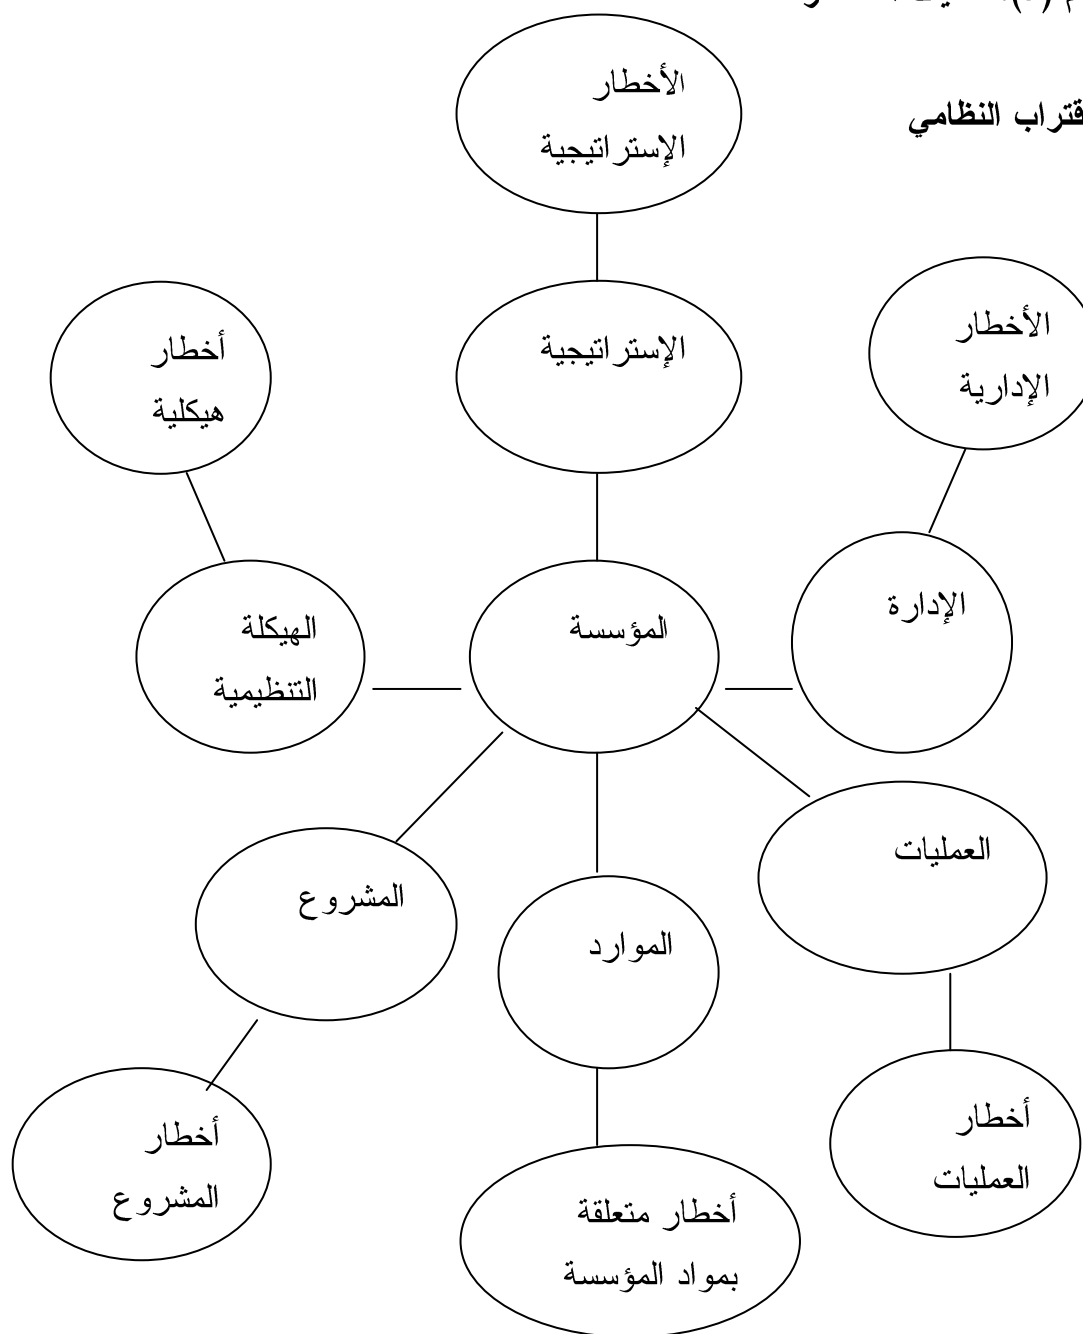 قتراب النظامي
الأخطار
الإستراتيجية
الإستراتيجية
الأخطار
الإدارية
أخطار
هيكلية
الإدارة
المؤسسة
الهيكلة
التنظيمية
العمليات
المشروع
الموارد
أخطار
العمليات
أخطار
المشروع
أخطار متعلقة
بمواد المؤسسة